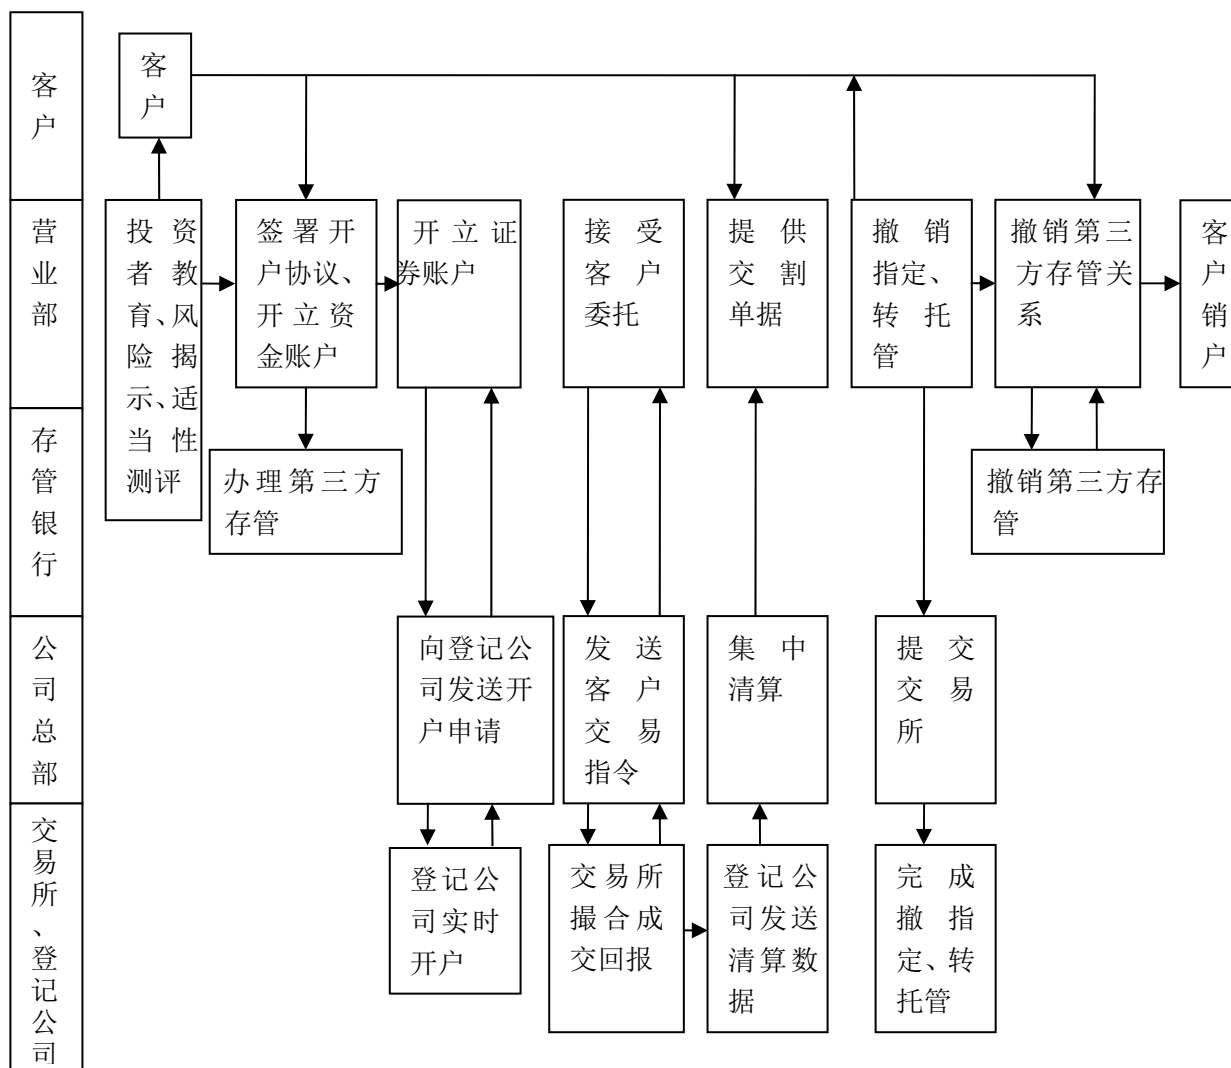 客
户
营
业
部
存
管
银
行
公
司
总
部
交
易
所
、
登
记
公
司
客
户
投资
者教
育、风
险揭
示、适
当性
测评
签署开
户协议、
开立资
金账户
开立证
券账户
接受
客户
委托
提供
交割
单据
撤销
指定、
转托
管
撤销第三
方存管关
系
客
户
销
户
办理第三方
存管
撤销第三方存
管
向登记公
司发送开
户申请
发送
客户
交易
指令
集中
清算
提交
交易
所
登记公
司实时
开户
交易所
撮合成
交回报
登记公
司发送
清算数
据
完成
撤指
定、转
托管